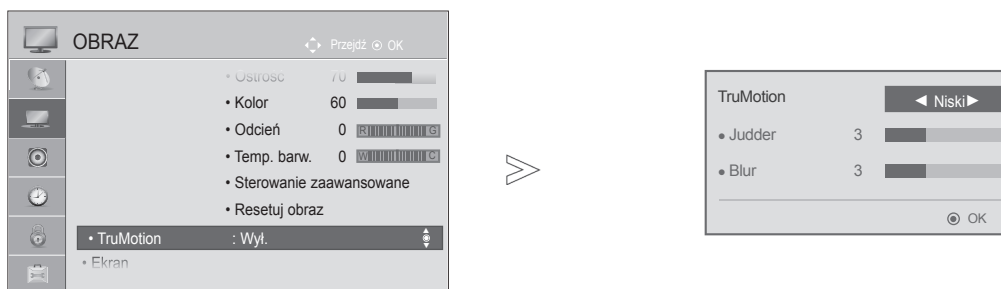 OBRAZ
Przejdź OK
• Ostrość 70
• Kolor 60
• Odcień 0 R G
• Temp. barw. 0 W C
• Sterowanie zaawansowane
• Resetuj obraz
• TruMotion : Wył.
• Ekran
TruMotion ◄ Niski►
• Judder 3
• Blur 3
OK